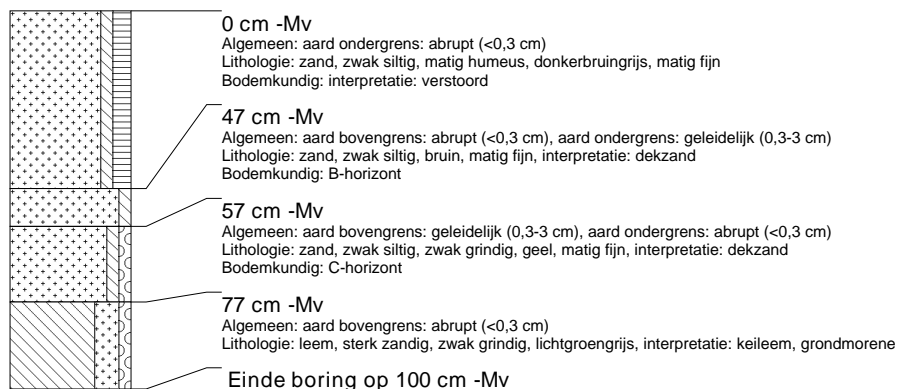 0 cm -Mv
Algemeen: aard ondergrens: abrupt (<0,3 cm)
Lithologie: zand, zwak siltig, matig humeus, donkerbruingrijs, matig fijn
Bodemkundig: interpretatie: verstoord
47 cm -Mv
Algemeen: aard bovengrens: abrupt (<0,3 cm), aard ondergrens: geleidelijk (0,3-3 cm)
Lithologie: zand, zwak siltig, bruin, matig fijn, interpretatie: dekzand
Bodemkundig: B-horizont
57 cm -Mv
Algemeen: aard bovengrens: geleidelijk (0,3-3 cm), aard ondergrens: abrupt (<0,3 cm)
Lithologie: zand, zwak siltig, zwak grindig, geel, matig fijn, interpretatie: dekzand
Bodemkundig: C-horizont
77 cm -Mv
Algemeen: aard bovengrens: abrupt (<0,3 cm)
Lithologie: leem, sterk zandig, zwak grindig, lichtgroengrijs, interpretatie: keileem, grondmorene
Einde boring op 100 cm -Mv